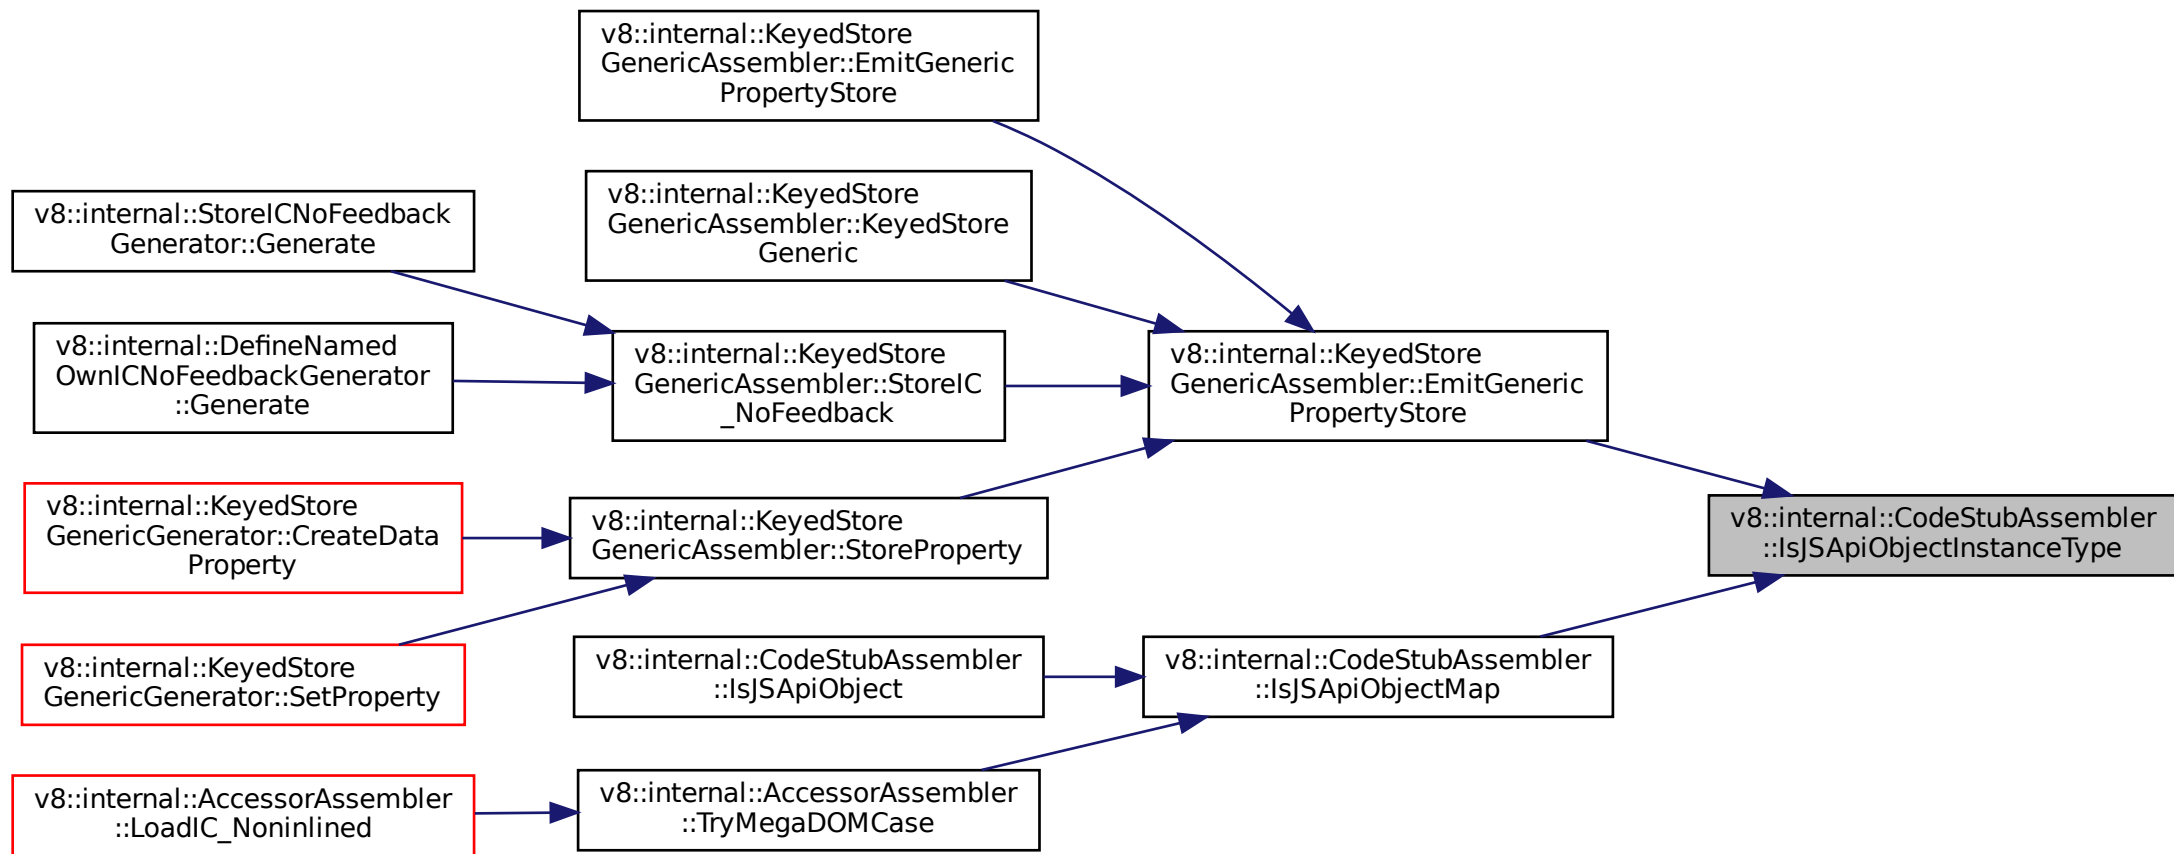 v8::internal::KeyedStore
GenericAssembler::EmitGeneric
PropertyStore
v8::internal::KeyedStore
GenericAssembler::KeyedStore
Generic
v8::internal::StoreICNoFeedback
Generator::Generate
v8::internal::DefineNamed
OwnICNoFeedbackGenerator
::Generate
v8::internal::KeyedStore
GenericAssembler::StoreIC
_NoFeedback
v8::internal::KeyedStore
GenericAssembler::EmitGeneric
PropertyStore
v8::internal::KeyedStore
GenericGenerator::CreateData
Property
v8::internal::KeyedStore
GenericAssembler::StoreProperty
v8::internal::CodeStubAssembler
::IsJSApiObjectInstanceType
v8::internal::KeyedStore
GenericGenerator::SetProperty
v8::internal::CodeStubAssembler
::IsJSApiObject
v8::internal::CodeStubAssembler
::IsJSApiObjectMap
v8::internal::AccessorAssembler
::LoadIC_Noninlined
v8::internal::AccessorAssembler
::TryMegaDOMCase